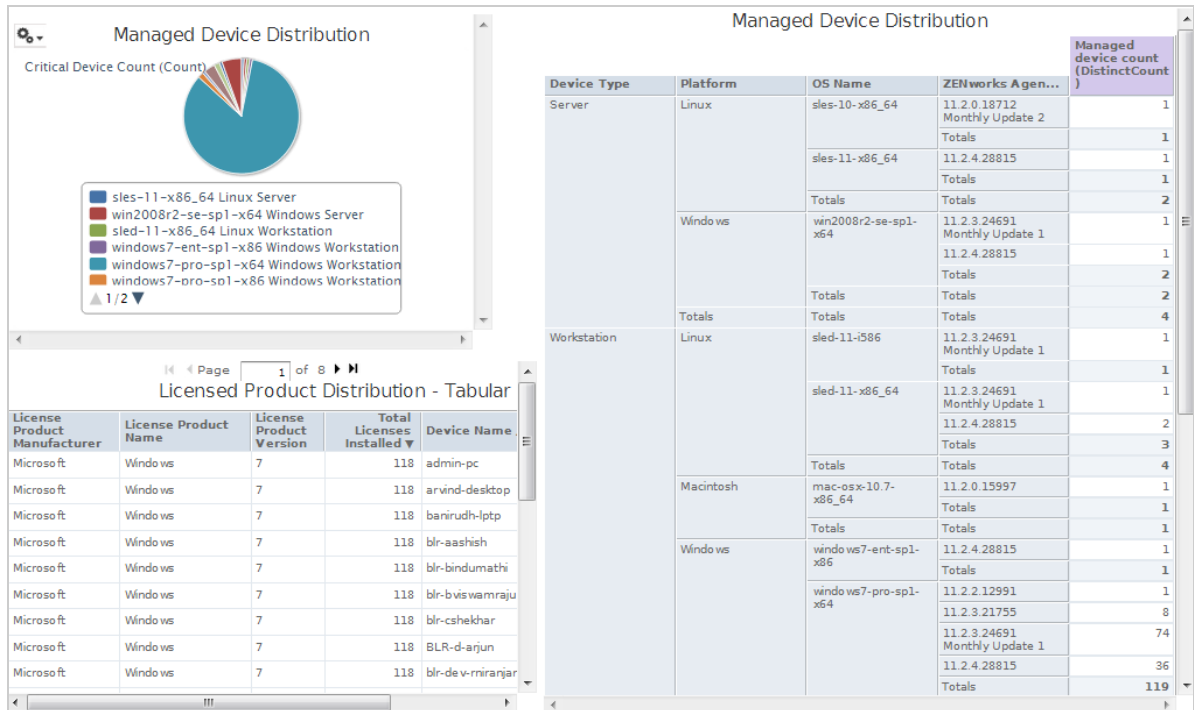 Managed Device Distribution
Critical Device Count (Count)
sles-11-x86_64 Linux Server
win2008r2-se-sp1-x64 Windows Server
sled-11-x86_64 Linux Workstation
windows7-ent-sp1-x86 Windows Workstation
windows7-pro-sp1-x64 Windows Workstation
windows7-pro-sp1-x86 Windows Workstation
1/2
Page 1 of 8
Licensed Product Distribution - Tabular
License Product Manufacturer License Product Name License Product Version Total Licenses Installed Device Name
Microsoft Windows 7 118 admin-pc
Microsoft Windows 7 118 arvind-desktop
Microsoft Windows 7 118 banirudh-lptp
Microsoft Windows 7 118 blr-aashish
Microsoft Windows 7 118 blr-bindumathi
Microsoft Windows 7 118 blr-bviswamraju
Microsoft Windows 7 118 blr-cshekhar
Microsoft Windows 7 118 BLR-d-arjun
Microsoft Windows 7 118 blr-dev-rniranjar
Managed Device Distribution
Device Type Platform OS Name ZENworks Agen... Managed device count (DistinctCount)
Server Linux sles-10-x86_64 11.2.0.18712 Monthly Update 2 1
Totals 1
sles-11-x86_64 11.2.4.28815 1
Totals 1
Totals Totals 2
Windows win2008r2-se-sp1-x64 11.2.3.24691 Monthly Update 1 1
11.2.4.28815 1
Totals 2
Totals Totals 2
Totals Totals Totals 4
Workstation Linux sled-11-i586 11.2.3.24691 Monthly Update 1 1
Totals 1
sled-11-x86_64 11.2.3.24691 Monthly Update 1 1
11.2.4.28815 2
Totals 3
Totals Totals 4
Macintosh mac-osx-10.7-x86_64 11.2.0.15997 1
Totals 1
Totals Totals 1
Windows windows7-ent-sp1-x86 11.2.4.28815 1
Totals 1
windows7-pro-sp1-x64 11.2.2.12991 1
11.2.3.21755 8
11.2.3.24691 Monthly Update 1 74
11.2.4.28815 36
Totals 119